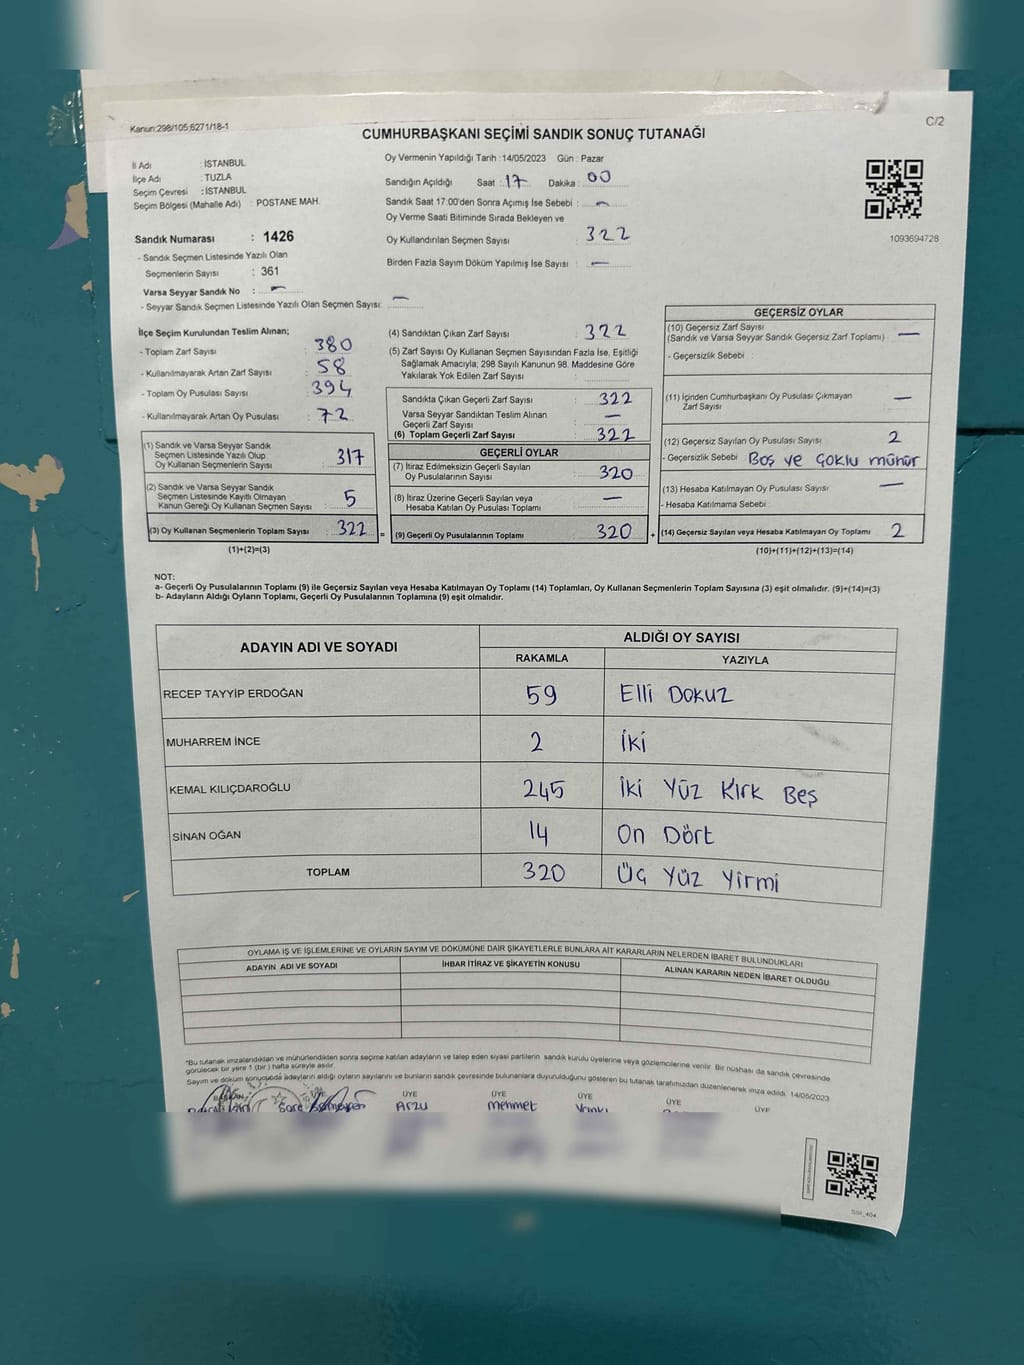 Kanun:298/105;6271/18-1
C/2
CUMHURBAŞKANI SEÇİMİ SANDIK SONUÇ TUTANAĞI
İl Adı : İSTANBUL
İlçe Adı : TUZLA
Seçim Çevresi : İSTANBUL
Seçim Bölgesi (Mahalle Adı) : POSTANE MAH.
Sandık Numarası : 1426
- Sandık Seçmen Listesinde Yazılı Olan
Seçmenlerin Sayısı : 361
Varsa Seyyar Sandık No : —
- Seyyar Sandık Seçmen Listesinde Yazılı Olan Seçmen Sayısı: —
Oy Vermenin Yapıldığı Tarih : 14/05/2023 Gün : Pazar
Sandığın Açıldığı Saat : 17 Dakika : 00
Sandık Saat 17:00'den Sonra Açılmış İse Sebebi : —
Oy Verme Saati Bitiminde Sırada Bekleyen ve
Oy Kullandırılan Seçmen Sayısı : 322
Birden Fazla Sayım Döküm Yapılmış İse Sayısı : —
1093694728
İlçe Seçim Kurulundan Teslim Alınan;
- Toplam Zarf Sayısı : 380
- Kullanılmayarak Artan Zarf Sayısı : 58
- Toplam Oy Pusulası Sayısı : 394
- Kullanılmayarak Artan Oy Pusulası : 72
(1) Sandık ve Varsa Seyyar Sandık
Seçmen Listesinde Yazılı Olup
Oy Kullanan Seçmenlerin Sayısı : 317
(2) Sandık ve Varsa Seyyar Sandık
Seçmen Listesinde Kayıtlı Olmayan
Kanun Gereği Oy Kullanan Seçmen Sayısı : 5
(3) Oy Kullanan Seçmenlerin Toplam Sayısı : 322
(1)+(2)=(3)
(4) Sandıktan Çıkan Zarf Sayısı : 322
(5) Zarf Sayısı Oy Kullanan Seçmen Sayısından Fazla İse, Eşitliği
Sağlamak Amacıyla, 298 Sayılı Kanunun 98. Maddesine Göre
Yakılarak Yok Edilen Zarf Sayısı :
Sandıkta Çıkan Geçerli Zarf Sayısı : 322
Varsa Seyyar Sandıktan Teslim Alınan
Geçerli Zarf Sayısı : —
(6) Toplam Geçerli Zarf Sayısı : 322
GEÇERLİ OYLAR
(7) İtiraz Edilmeksizin Geçerli Sayılan
Oy Pusulalarının Sayısı : 320
(8) İtiraz Üzerine Geçerli Sayılan veya
Hesaba Katılan Oy Pusulası Toplamı : —
= (9) Geçerli Oy Pusulalarının Toplamı : 320 +
GEÇERSİZ OYLAR
(10) Geçersiz Zarf Sayısı
(Sandık ve Varsa Seyyar Sandık Geçersiz Zarf Toplamı) : —
- Geçersizlik Sebebi :
(11) İçinden Cumhurbaşkanı Oy Pusulası Çıkmayan
Zarf Sayısı : —
(12) Geçersiz Sayılan Oy Pusulası Sayısı : 2
- Geçersizlik Sebebi : Boş ve Çoklu mühür
(13) Hesaba Katılmayan Oy Pusulası Sayısı : —
- Hesaba Katılmama Sebebi :
(14) Geçersiz Sayılan veya Hesaba Katılmayan Oy Toplamı : 2
(10)+(11)+(12)+(13)=(14)
NOT:
a- Geçerli Oy Pusulalarının Toplamı (9) ile Geçersiz Sayılan veya Hesaba Katılmayan Oy Toplamı (14) Toplamları, Oy Kullanan Seçmenlerin Toplam Sayısına (3) eşit olmalıdır. (9)+(14)=(3)
b- Adayların Aldığı Oyların Toplamı, Geçerli Oy Pusulalarının Toplamına (9) eşit olmalıdır.
ADAYIN ADI VE SOYADI ALDIĞI OY SAYISI
RAKAMLA YAZIYLA
RECEP TAYYİP ERDOĞAN 59 Elli Dokuz
MUHARREM İNCE 2 İki
KEMAL KILIÇDAROĞLU 245 İki Yüz Kırk Beş
SİNAN OĞAN 14 On Dört
TOPLAM 320 Üç Yüz Yirmi
OYLAMA İŞ VE İŞLEMLERİNE VE OYLARIN SAYIM VE DÖKÜMÜNE DAİR ŞİKAYETLERLE BUNLARA AİT KARARLARIN NELERDEN İBARET BULUNDUKLARI
ADAYIN ADI VE SOYADI İHBAR İTİRAZ VE ŞİKAYETİN KONUSU ALINAN KARARIN NEDEN İBARET OLDUĞU
*Bu tutanak imzalandıktan ve mühürlendikten sonra seçime katılan adayların ve talep eden siyasi partilerin sandık kurulu üyelerine veya gözlemcilerine verilir. Bir nüshası da sandık çevresinde
görülecek bir yere 1 (bir) hafta süreyle asılır.
Sayım ve döküm sonucunda adayların aldığı oyların sayılarını ve bunların sandık çevresinde bulunanlara duyurulduğunu gösteren bu tutanak tarafımızdan düzenlenerek imza edildi. 14/05/2023
ÜYE ÜYE ÜYE ÜYE ÜYE
Arzu Mehmet